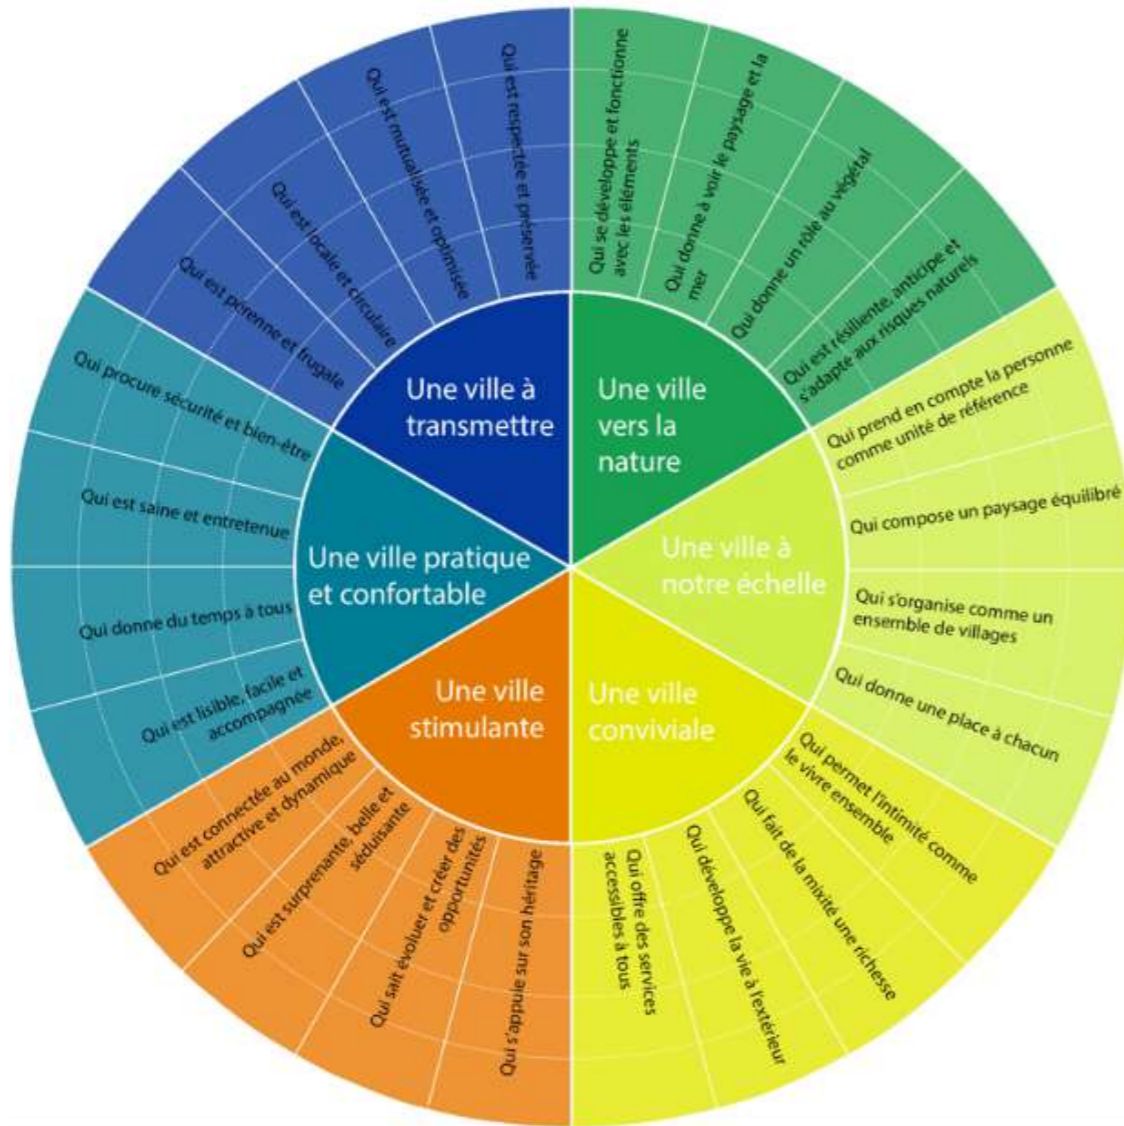 Qui se développe et fonctionne
avec les éléments
Qui donne à voir le paysage et la
mer
Qui donne un rôle au végétal
Qui est résiliente, anticipe et
s'adapte aux risques naturels
Une ville
vers la
nature
Qui prend en compte la personne
comme unité de référence
Qui compose un paysage équilibré
Qui s'organise comme un
ensemble de villages
Qui donne une place à chacun
Une ville à
notre échelle
Qui permet l'intimité comme
le vivre ensemble
Qui fait de la mixité une richesse
Qui développe la vie à l'extérieur
Qui offre des services
accessibles à tous
Une ville
conviviale
Qui s'appuie sur son héritage
Qui sait évoluer et créer des
opportunités
Qui est surprenante, belle et
séduisante
Qui est connectée au monde,
attractive et dynamique
Une ville
stimulante
Qui est lisible, facile et
accompagnée
Qui donne du temps à tous
Qui est saine et entretenue
Qui procure sécurité et bien-être
Une ville pratique
et confortable
Qui est pérenne et frugale
Qui est locale et circulaire
Qui est mutualisée et optimisée
Qui est respectée et préservée
Une ville à
transmettre